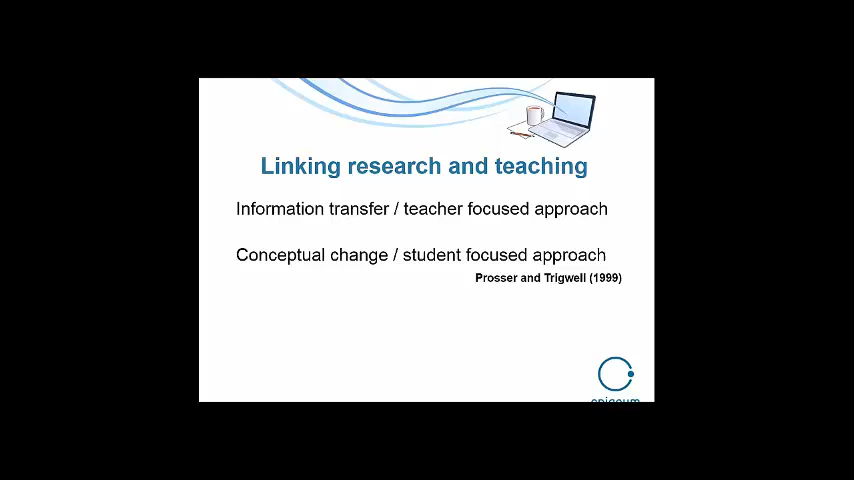 Linking research and teaching
Information transfer / teacher focused approach
Conceptual change / student focused approach
Prosser and Trigwell (1999)
epigeum